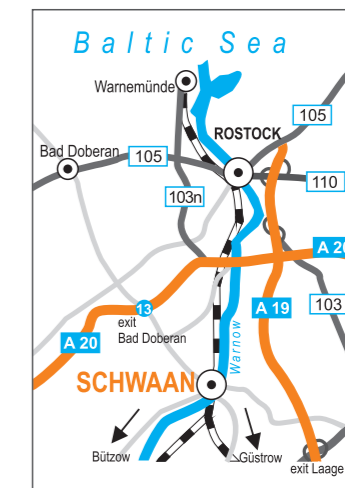 Baltic Sea
Warnemünde
105
ROSTOCK
Bad Doberan
105
110
103n
A 20
13
exit
Bad Doberan
A 19
103
A 20
Warnow
SCHWAAN
Bützow
Güstrow
exit Laage